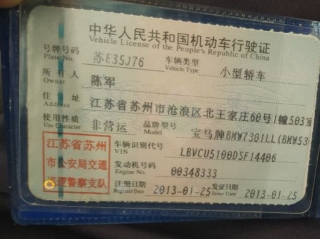 中华人民共和国机动车行驶证
Vehicle License of the People's Republic of China
号牌号码 苏E35J76 车辆类型 小型轿车
Plate No. Vehicle Type
所有人 陈军
Owner
住址 江苏省苏州市沧浪区北王家庄60号1幢503室
Address
使用性质 非营运 品牌型号 宝马牌BMW7301LL(BMW53
Use Character Model
江苏省苏州
市公安局交通
巡逻警察支队
车辆识别代号 LBVCU5100DSF14406
VIN
发动机号码 00348333
Engine No.
注册日期 2013-01-25 发证日期 2013-01-25
Register Date Issue Date